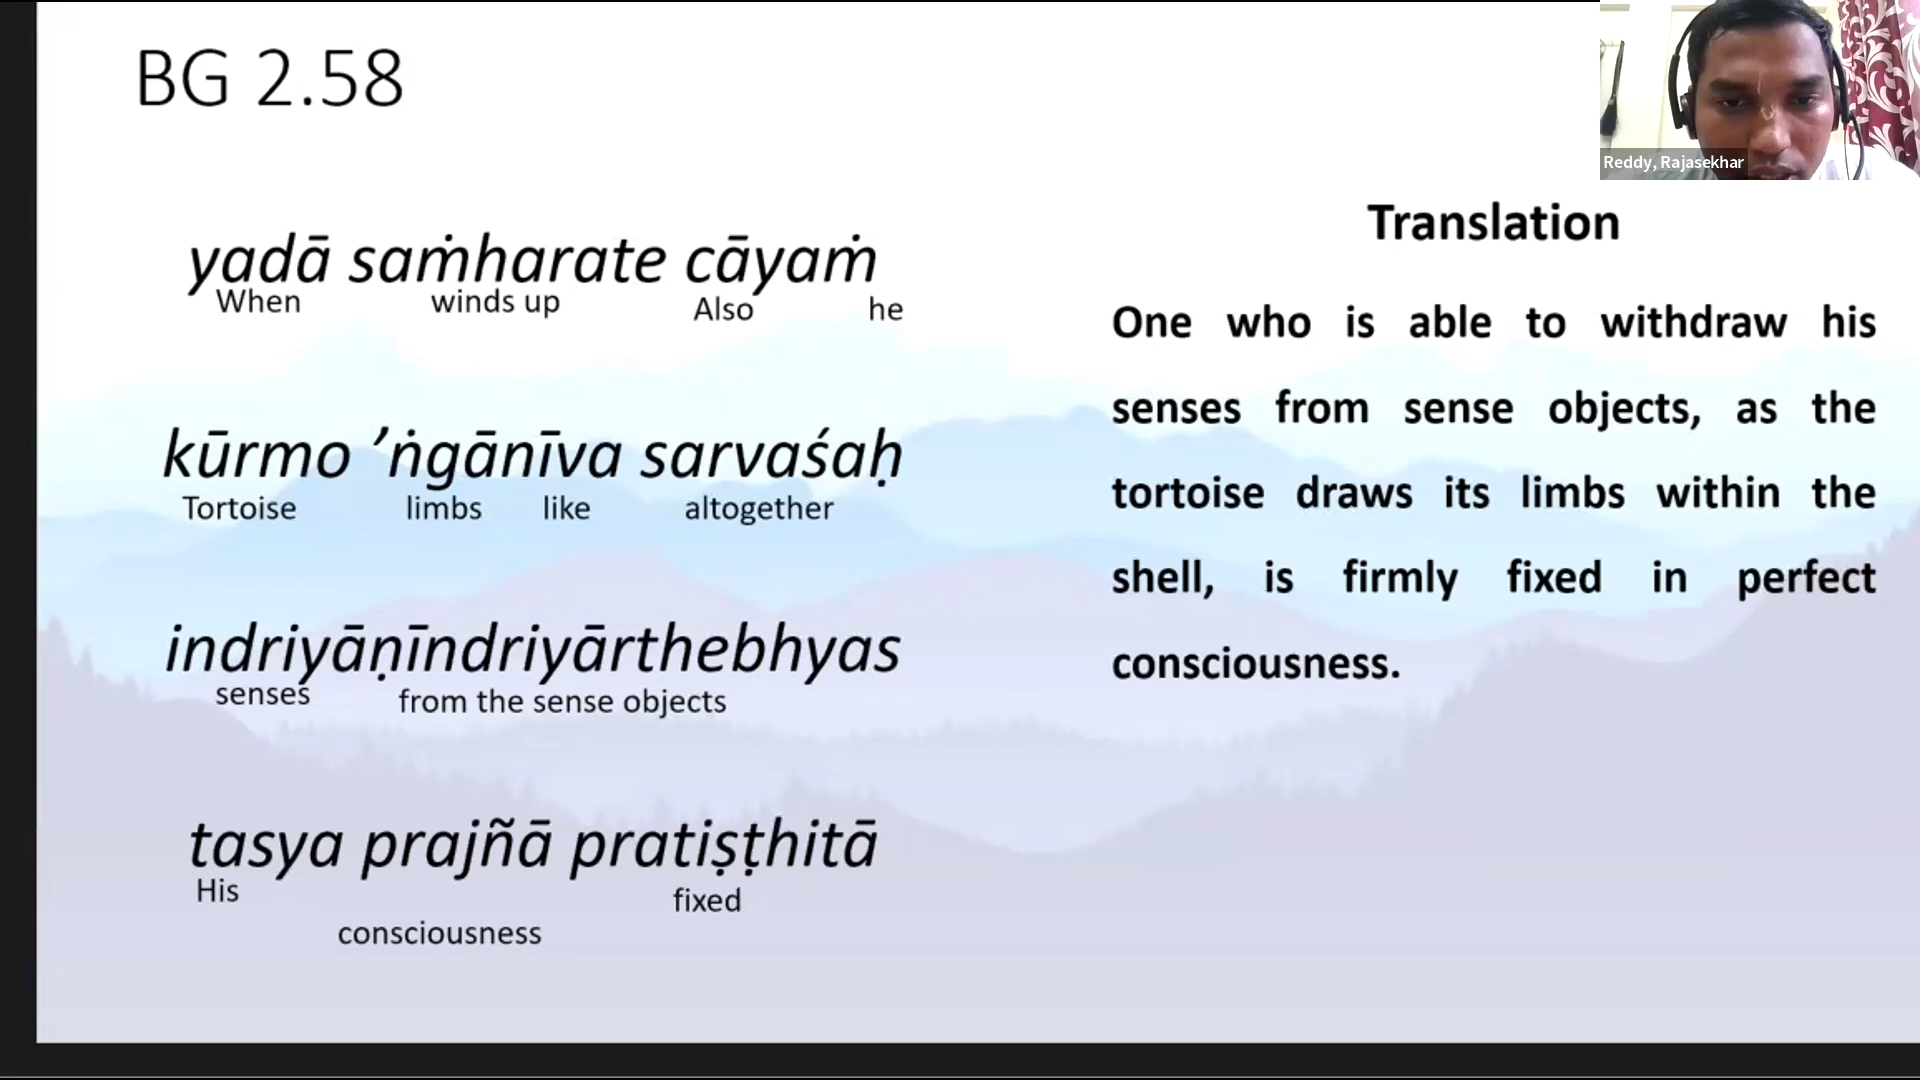 BG 2.58
yadā saṁharate cāyaṁ
When winds up Also he
kūrmo ’ṅgānīva sarvaśaḥ
Tortoise limbs like altogether
indriyāṇīndriyārthebhyas
senses from the sense objects
tasya prajñā pratiṣṭhitā
His consciousness fixed
Reddy, Rajasekhar
Translation
One who is able to withdraw his
senses from sense objects, as the
tortoise draws its limbs within the
shell, is firmly fixed in perfect
consciousness.